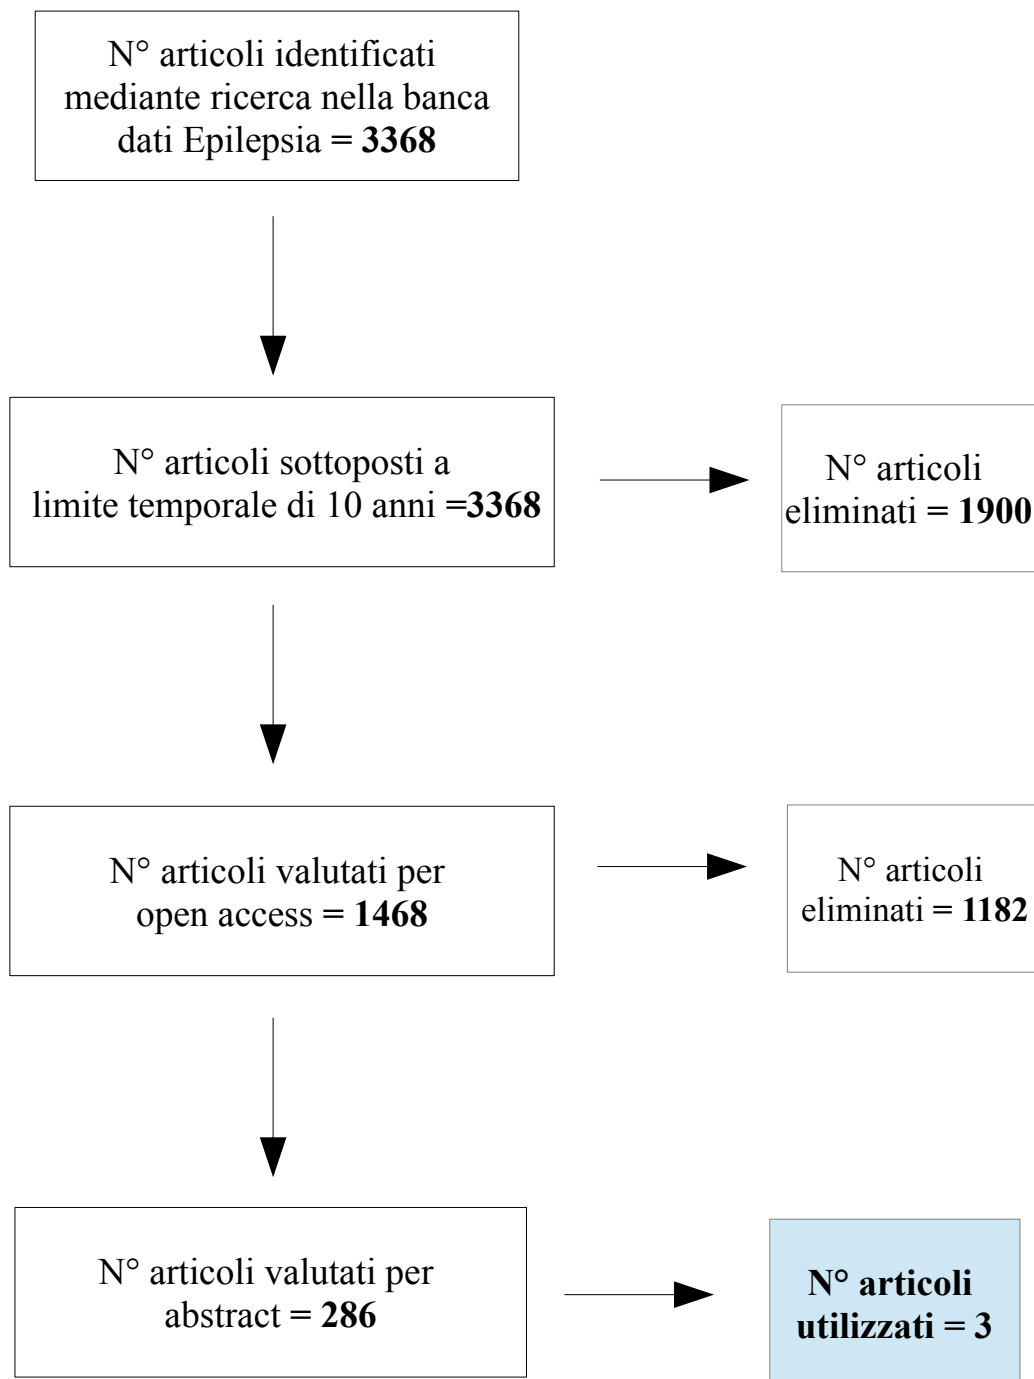 N° articoli identificati
mediante ricerca nella banca
dati Epilepsia = 3368
N° articoli sottoposti a
limite temporale di 10 anni =3368
N° articoli
eliminati = 1900
N° articoli valutati per
open access = 1468
N° articoli
eliminati = 1182
N° articoli valutati per
abstract = 286
N° articoli
utilizzati = 3